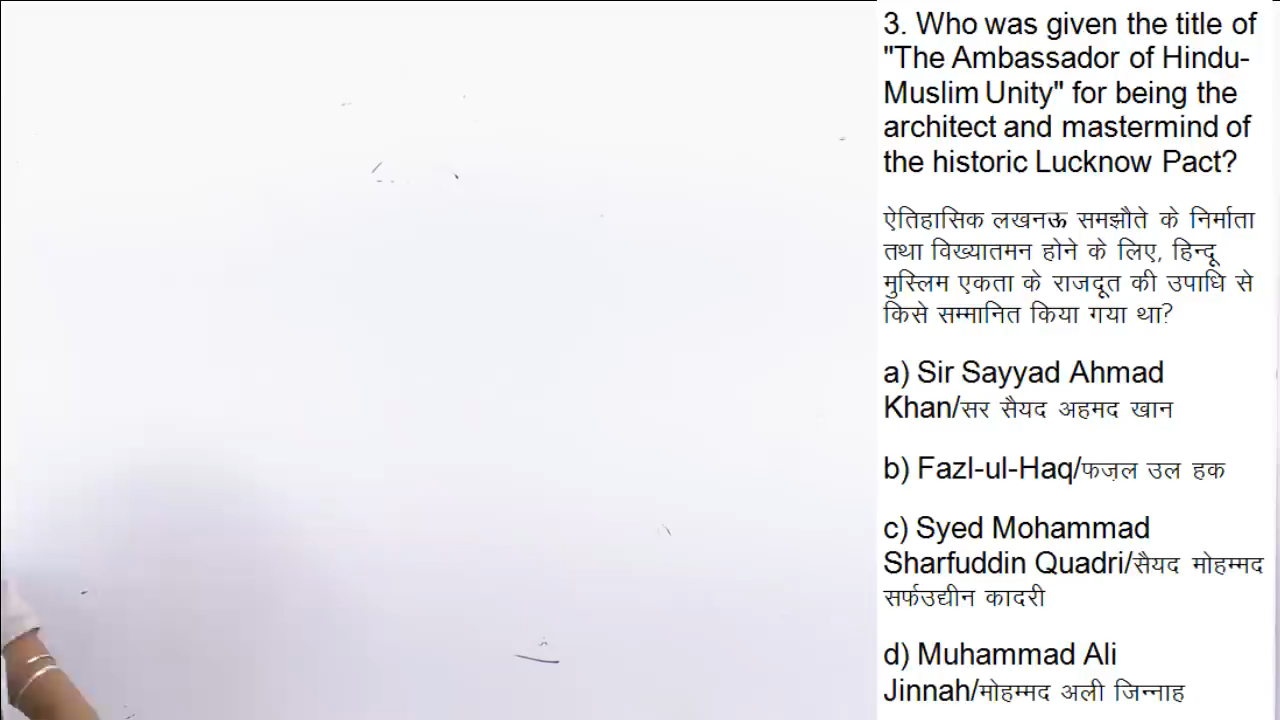 3. Who was given the title of
"The Ambassador of Hindu-
Muslim Unity" for being the
architect and mastermind of
the historic Lucknow Pact?
ऐतिहासिक लखनऊ समझौते के निर्माता
तथा विख्यातमन होने के लिए, हिन्दू
मुस्लिम एकता के राजदूत की उपाधि से
किसे सम्मानित किया गया था?
a) Sir Sayyad Ahmad
Khan/सर सैयद अहमद खान
b) Fazl-ul-Haq/फज़ल उल हक
c) Syed Mohammad
Sharfuddin Quadri/सैयद मोहम्मद
सर्फउद्यीन कादरी
d) Muhammad Ali
Jinnah/मोहम्मद अली जिन्नाह